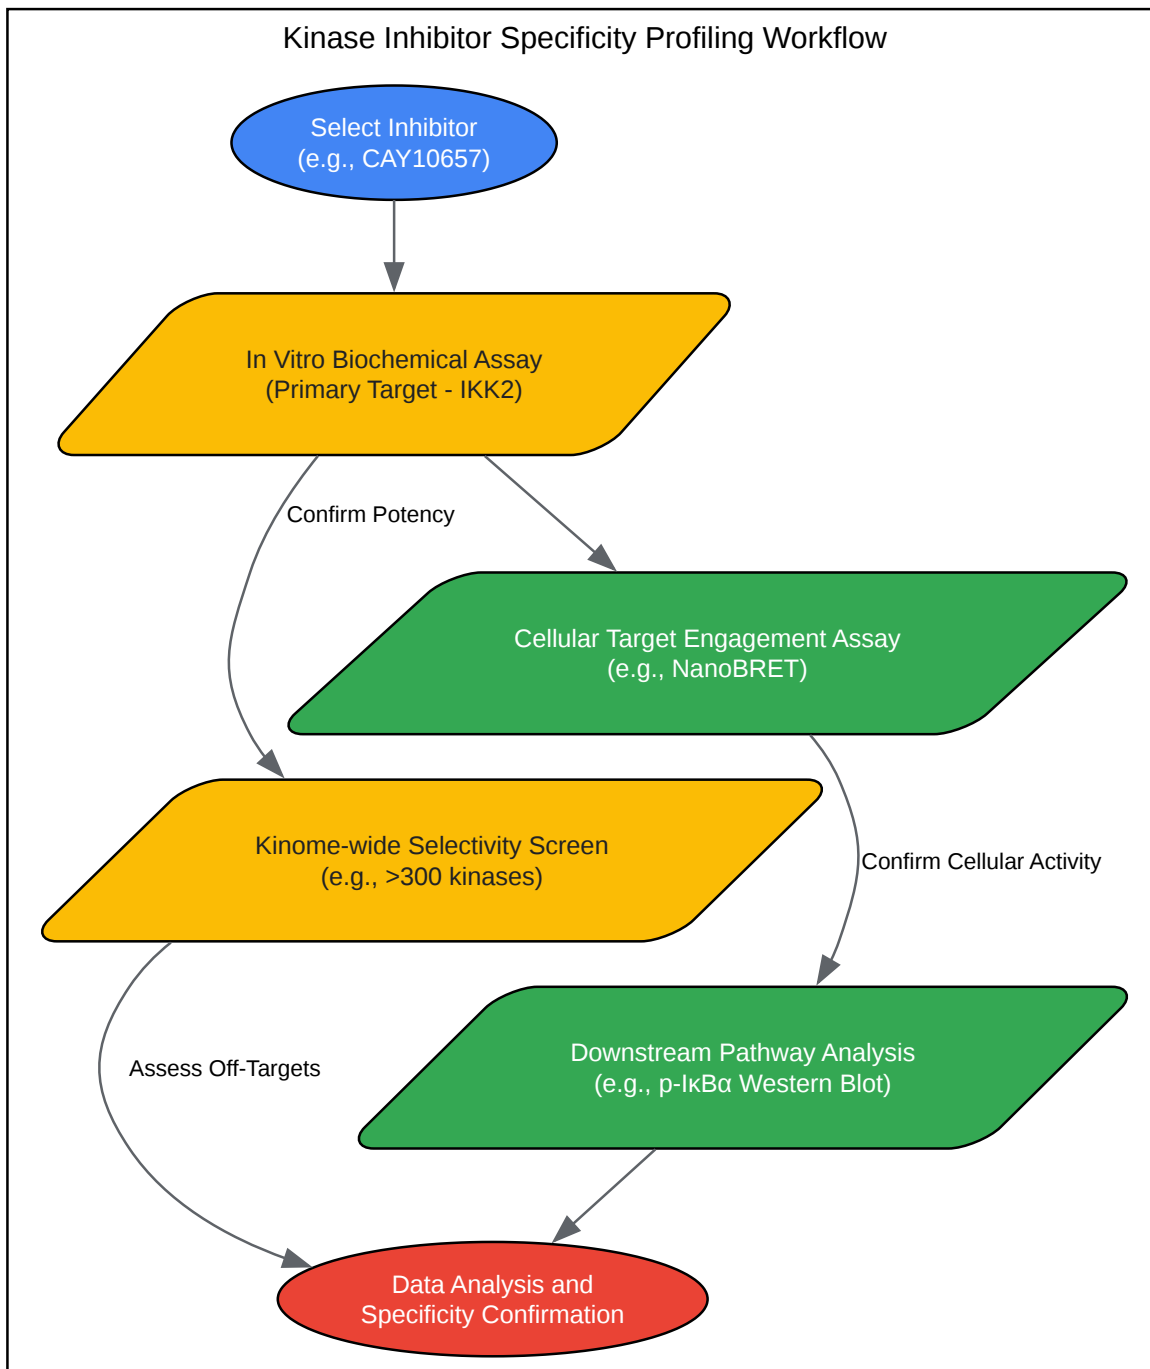 Kinase Inhibitor Specificity Profiling Workflow
Select Inhibitor
(e.g., CAY10657)
In Vitro Biochemical Assay
(Primary Target - IKK2)
Confirm Potency
Cellular Target Engagement Assay
(e.g., NanoBRET)
Kinome-wide Selectivity Screen
(e.g., >300 kinases)
Confirm Cellular Activity
Downstream Pathway Analysis
(e.g., p-IκBα Western Blot)
Assess Off-Targets
Data Analysis and
Specificity Confirmation